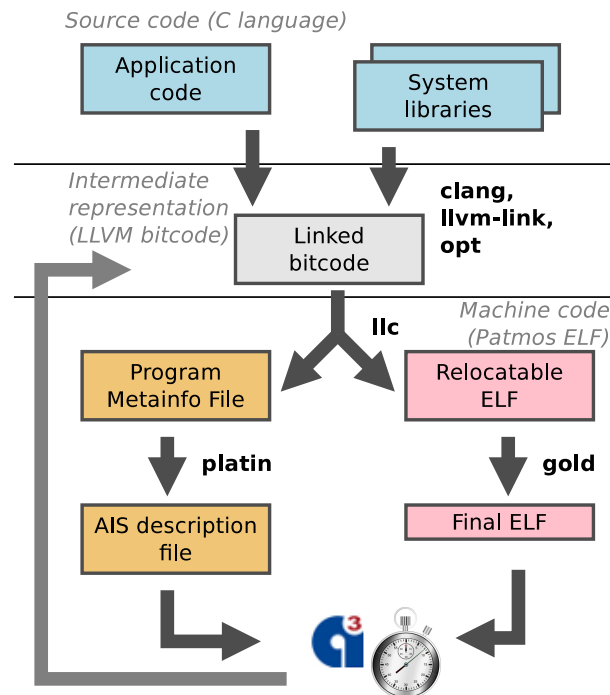 Source code (C language)
Application
code
System
libraries
Intermediate
representation
(LLVM bitcode)
clang,
llvm-link,
opt
Linked
bitcode
Machine code
(Patmos ELF)
llc
Program
Metainfo File
Relocatable
ELF
platin
gold
AIS description
file
Final ELF
a3